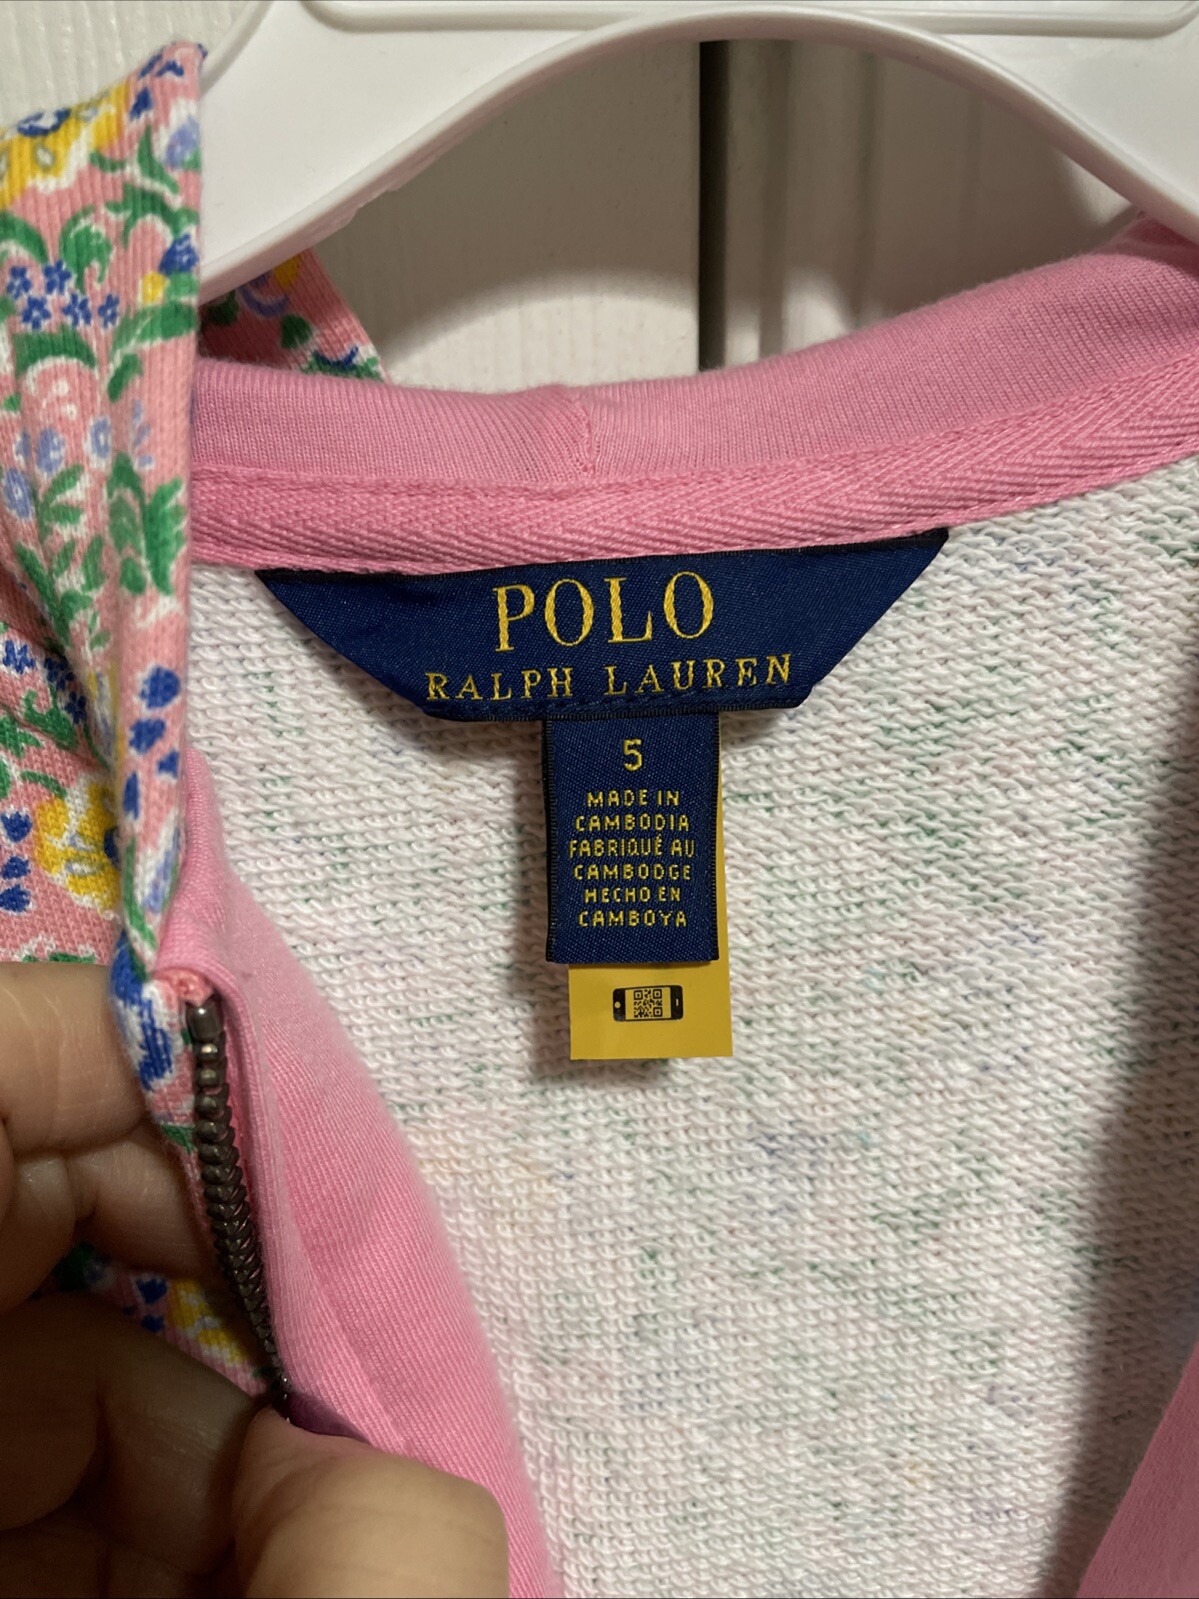 POLO
RALPH LAUREN
5
MADE IN
CAMBODIA
FABRIQUÉ AU
CAMBODGE
HECHO EN
CAMBOYA